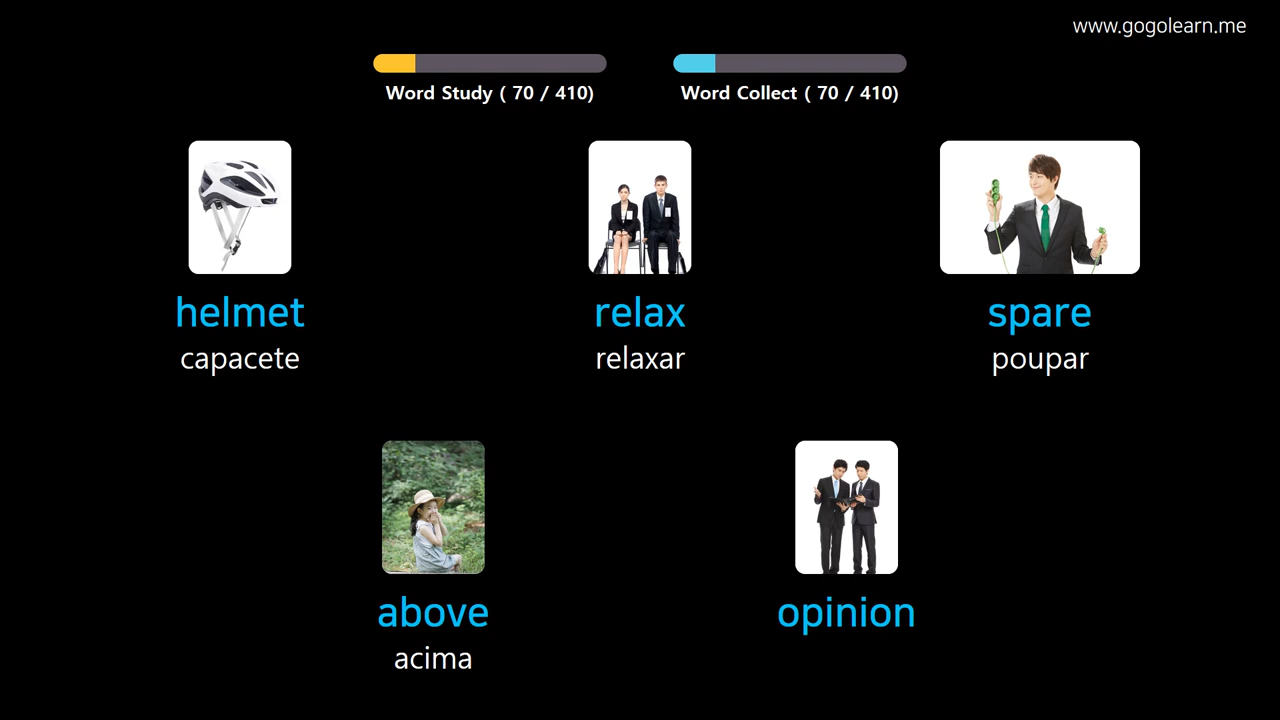 www.gogolearn.me
Word Study ( 70 / 410)
Word Collect ( 70 / 410)
helmet
capacete
relax
relaxar
spare
poupar
above
acima
opinion